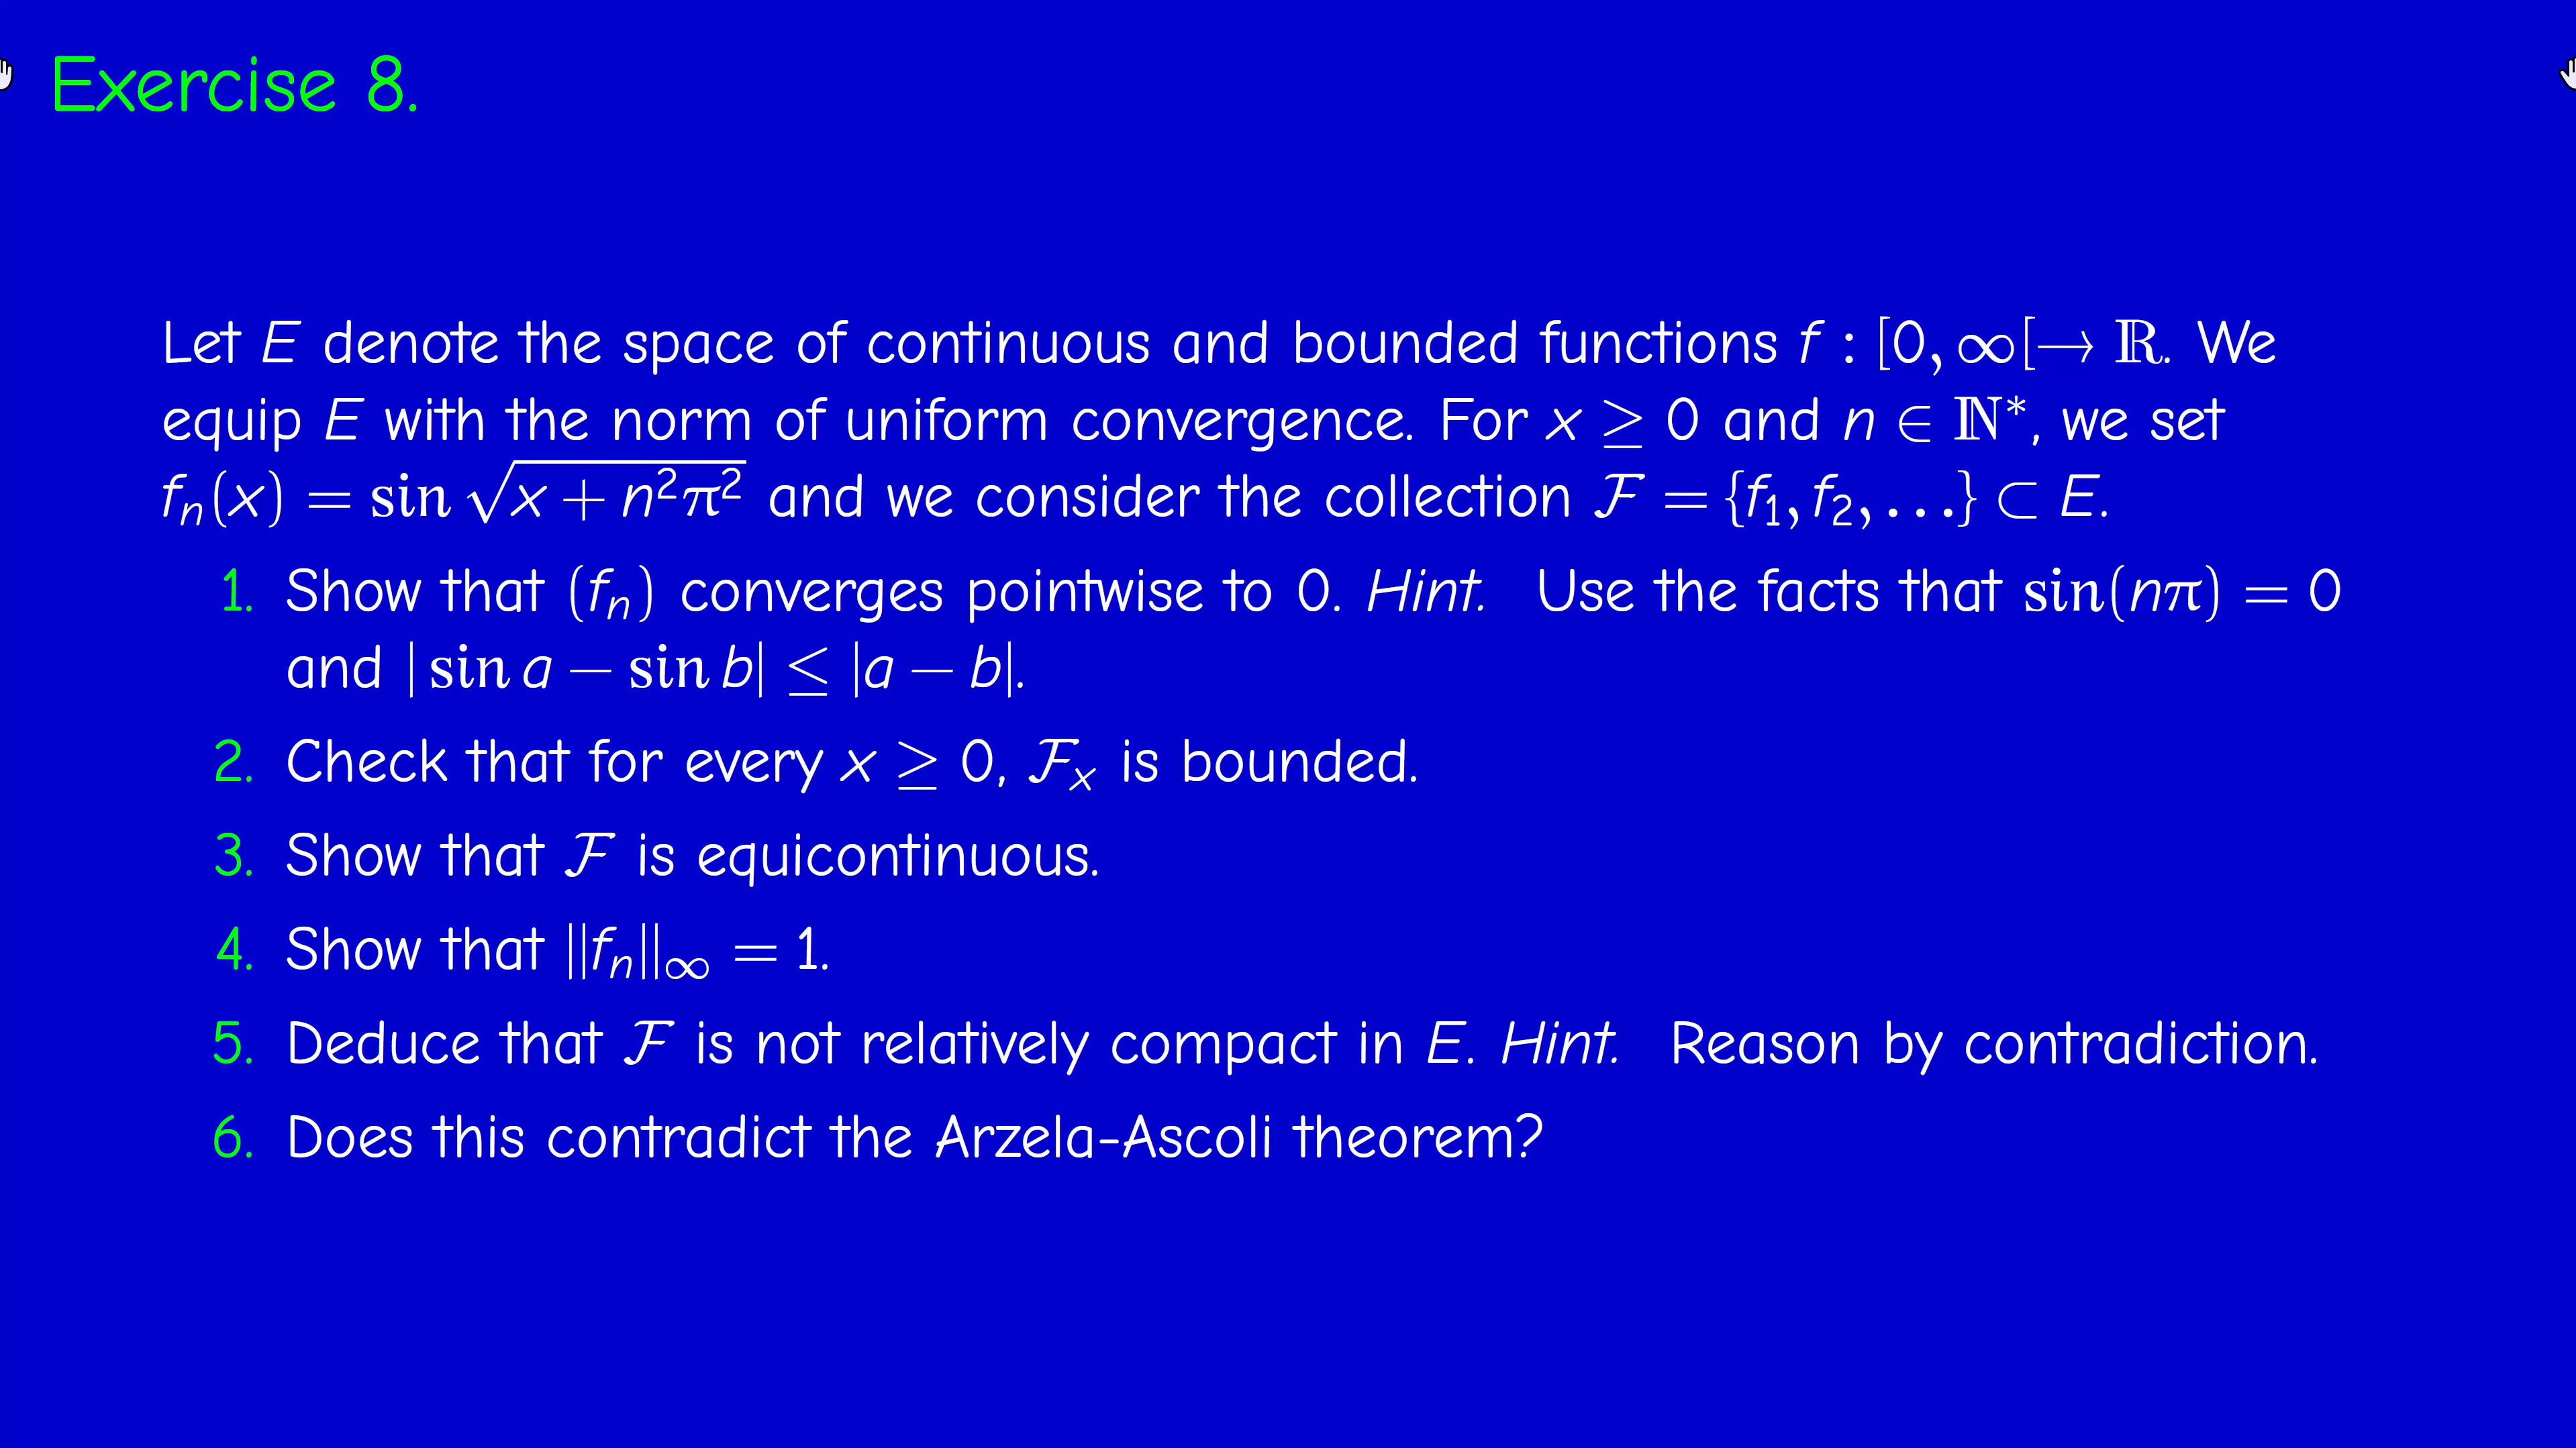 Exercise 8.
Let E denote the space of continuous and bounded functions f : [0, ∞[→ ℝ. We
equip E with the norm of uniform convergence. For x ≥ 0 and n ∈ ℕ*, we set
fₙ(x) = sin √(x + n²π²) and we consider the collection ℱ = {f₁, f₂, …} ⊂ E.
1. Show that (fₙ) converges pointwise to 0. Hint. Use the facts that sin(nπ) = 0
and | sin a − sin b| ≤ |a − b|.
2. Check that for every x ≥ 0, ℱₓ is bounded.
3. Show that ℱ is equicontinuous.
4. Show that ‖fₙ‖∞ = 1.
5. Deduce that ℱ is not relatively compact in E. Hint. Reason by contradiction.
6. Does this contradict the Arzela-Ascoli theorem?